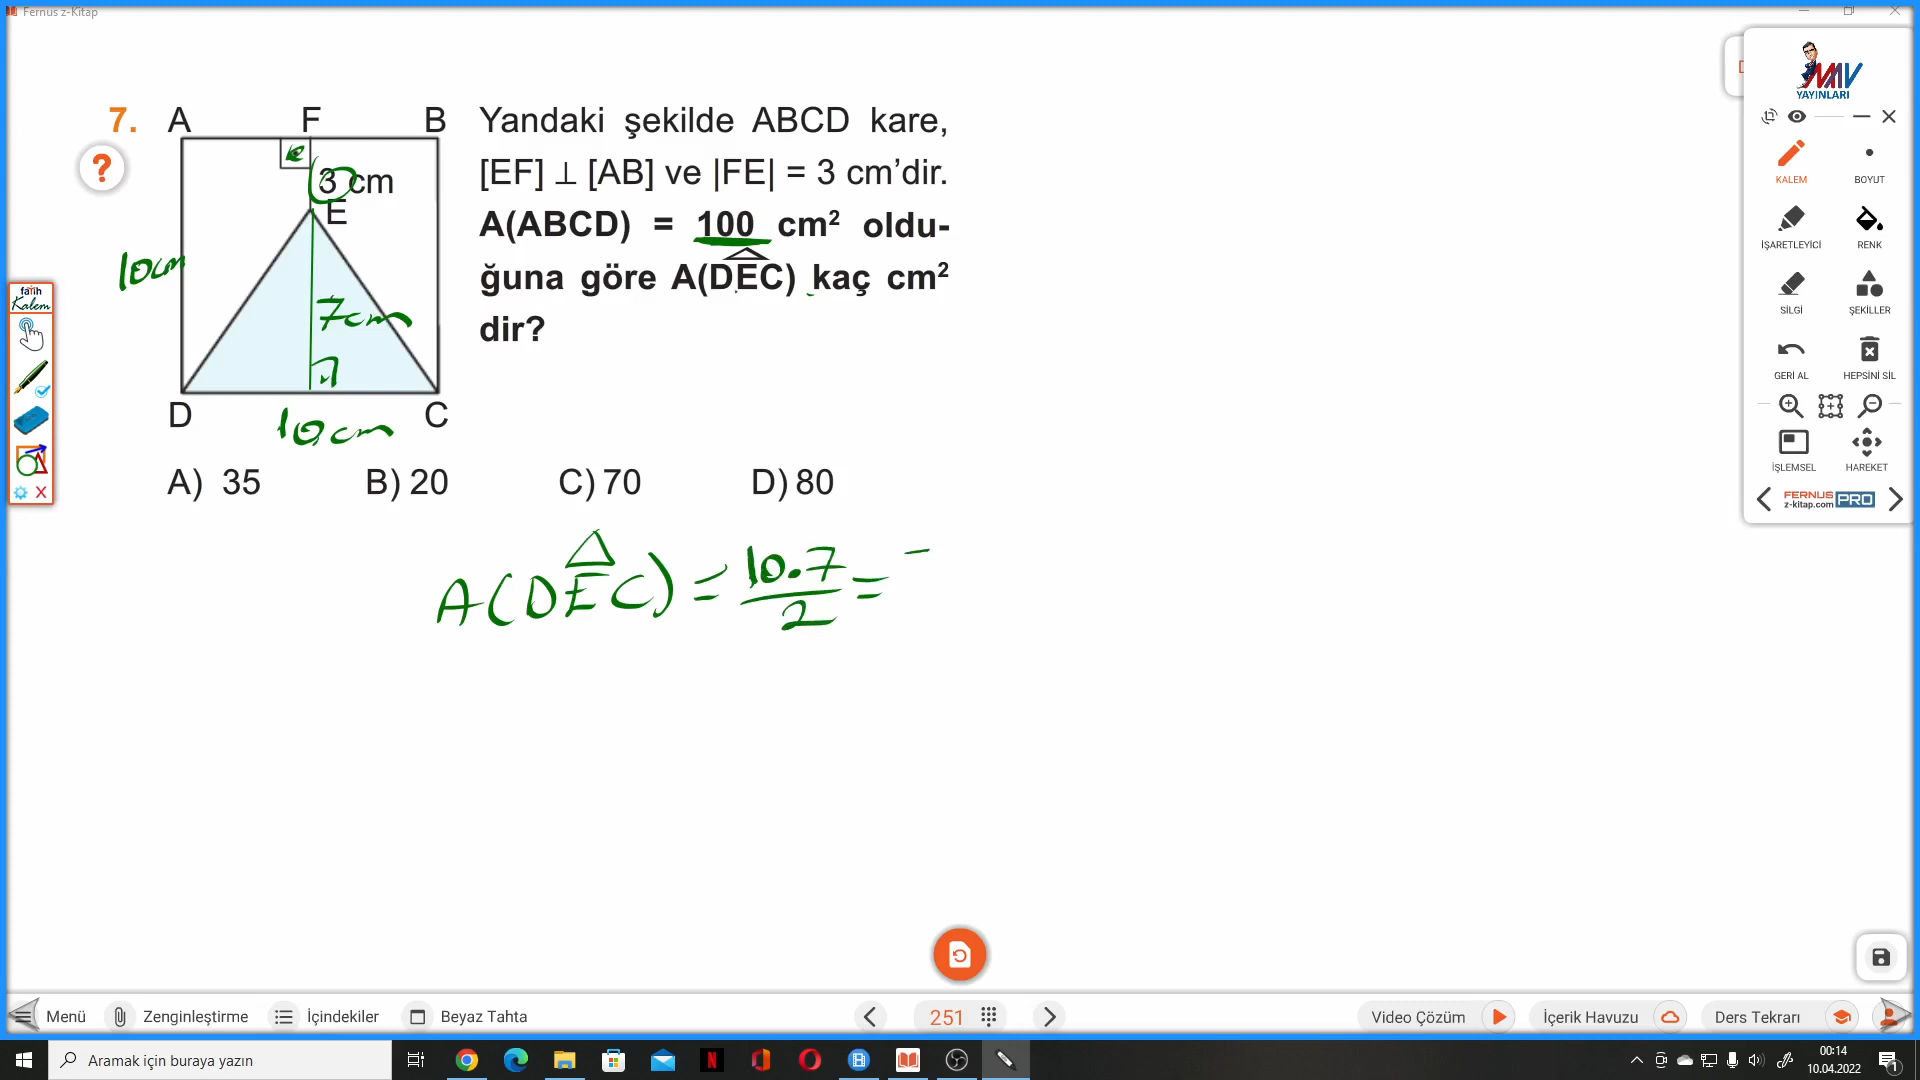 Fernus z-Kitap
7.
A F B
3 cm
E
10cm
7cm
D C
10cm
Yandaki şekilde ABCD kare,
[EF] ⊥ [AB] ve |FE| = 3 cm’dir.
A(ABCD) = 100 cm² oldu-
ğuna göre A(DEC) kaç cm²
dir?
A) 35 B) 20 C) 70 D) 80
A(DEC) = 10.7/2 =
fatih
Kalem
MAV
YAYINLARI
KALEM BOYUT
İŞARETLEYİCİ RENK
SİLGİ ŞEKİLLER
GERİ AL HEPSİNİ SİL
İŞLEMSEL HAREKET
FERNUS PRO
z-kitap.com
Menü Zenginleştirme İçindekiler Beyaz Tahta 251 Video Çözüm İçerik Havuzu Ders Tekrarı
Aramak için buraya yazın
00:14
10.04.2022
1